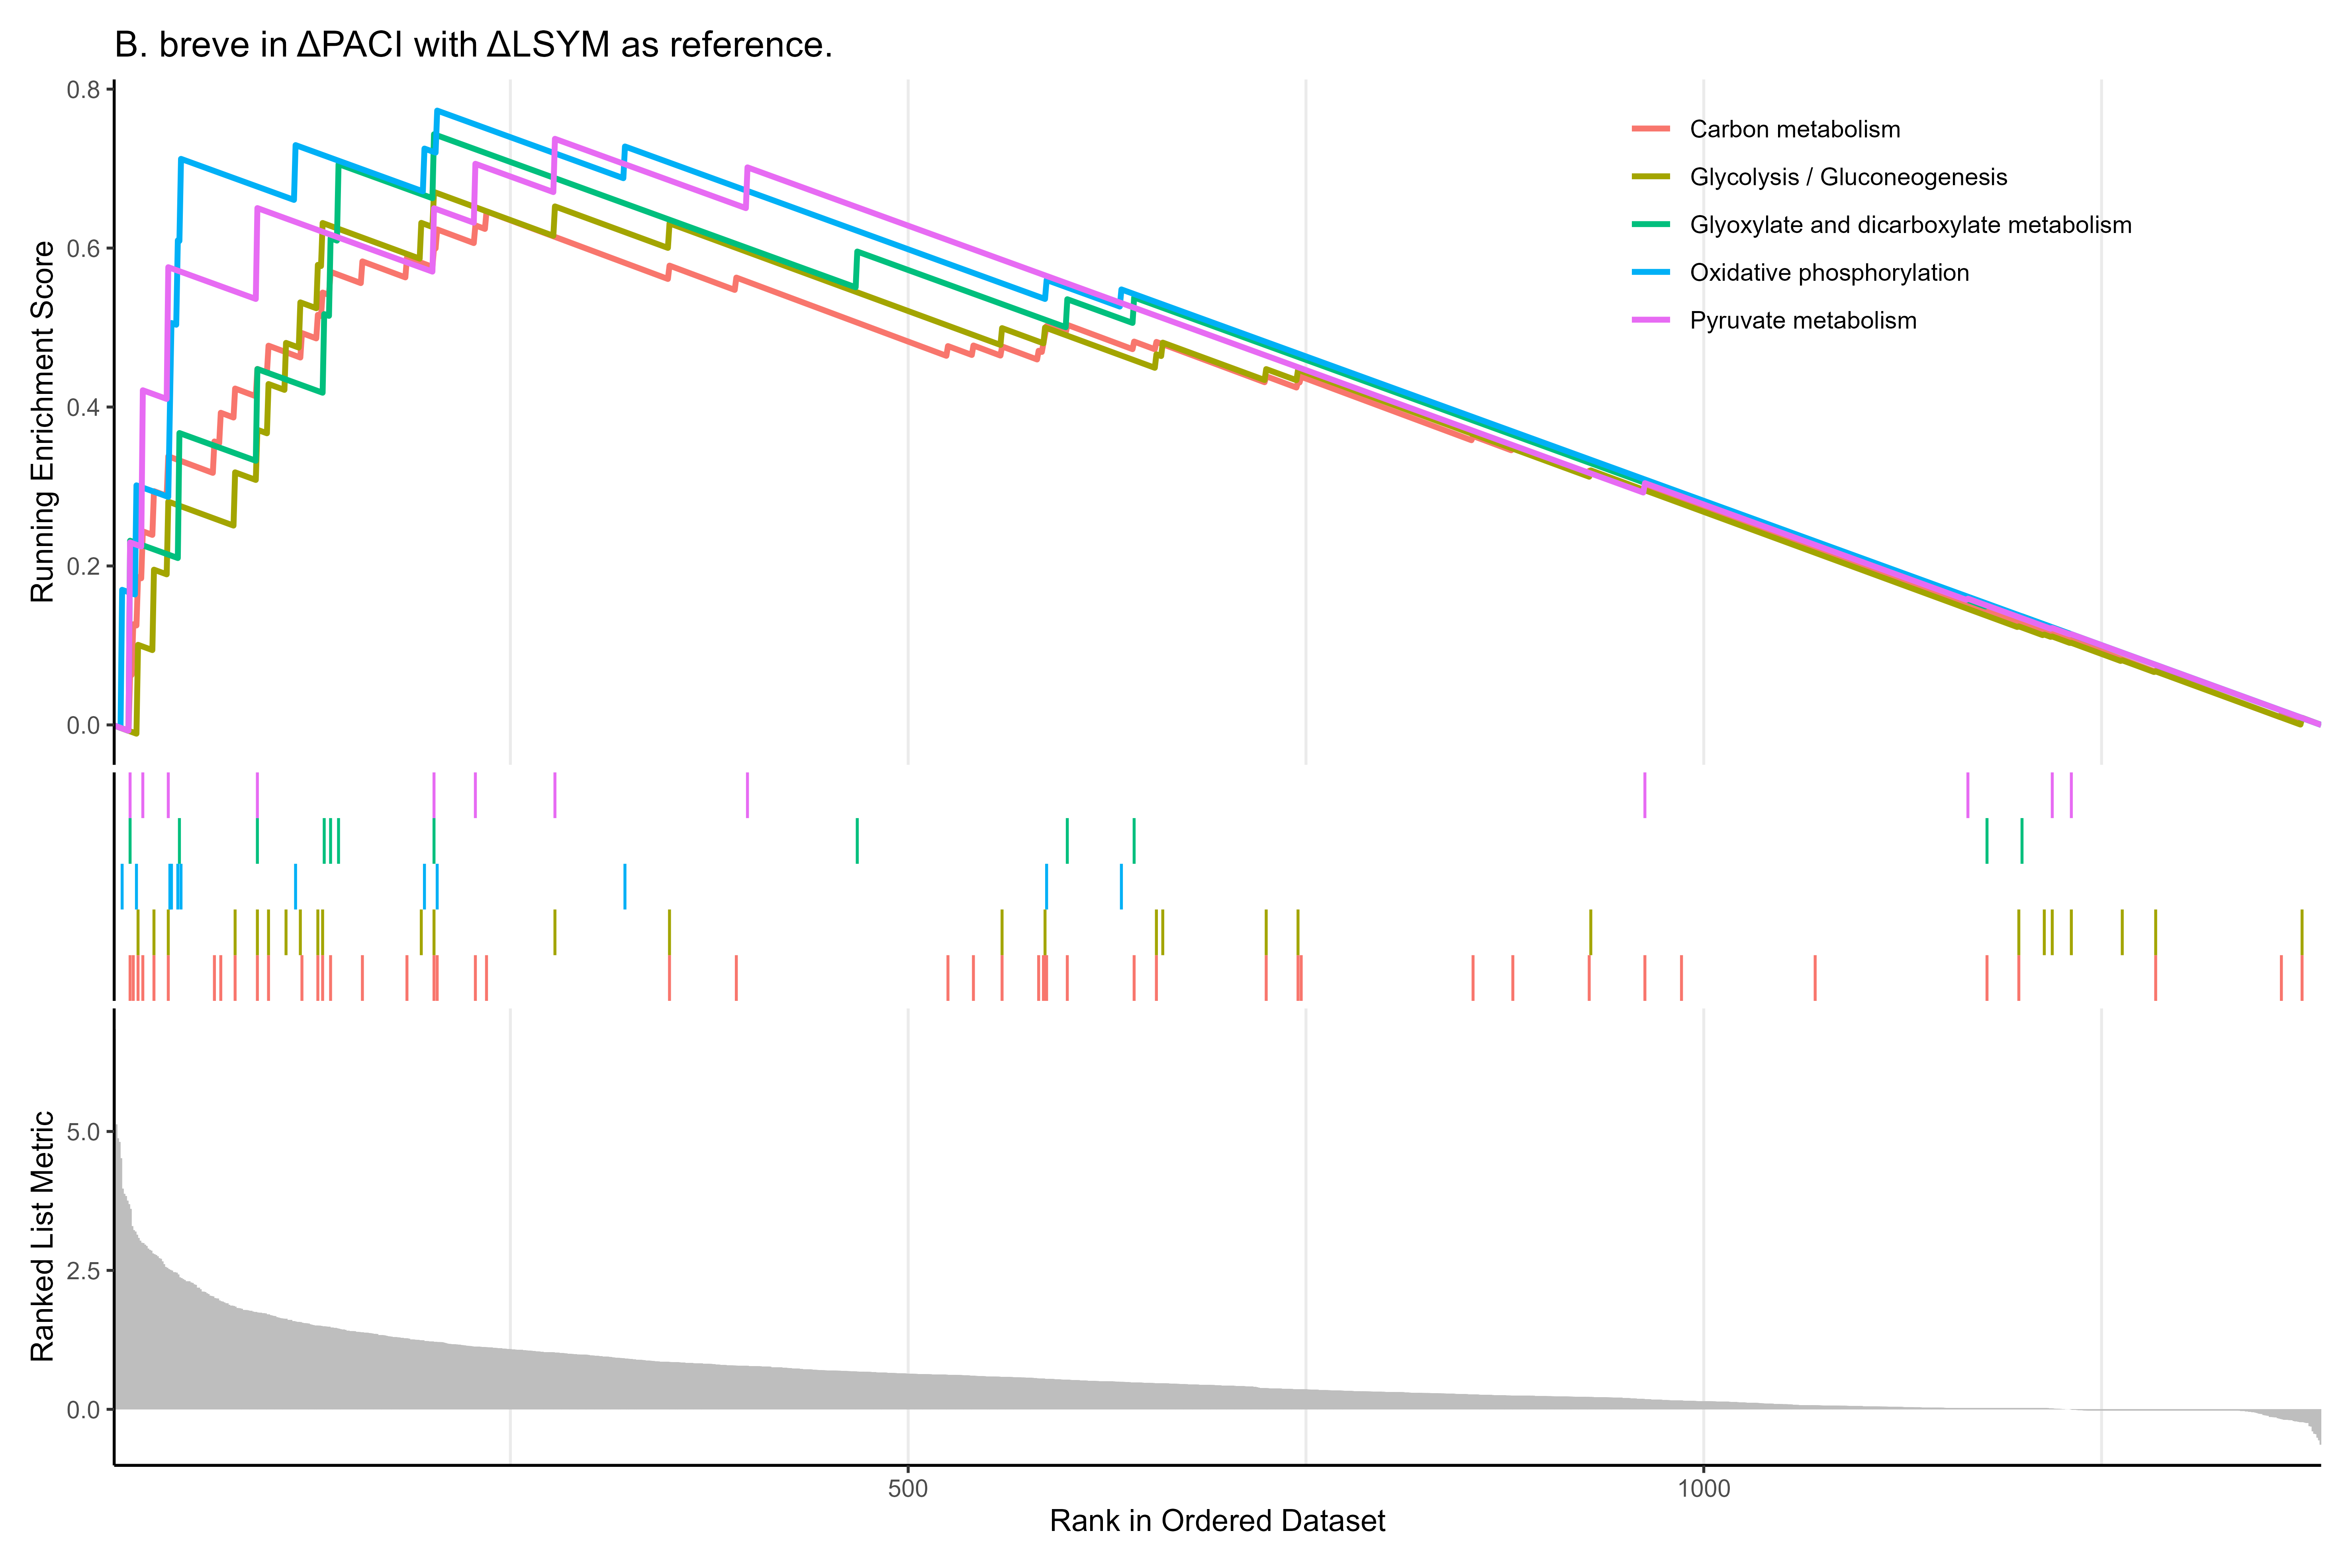 B. breve in ΔPACI with ΔLSYM as reference.
Running Enrichment Score
0.8
0.6
0.4
0.2
0.0
Carbon metabolism
Glycolysis / Gluconeogenesis
Glyoxylate and dicarboxylate metabolism
Oxidative phosphorylation
Pyruvate metabolism
Ranked List Metric
5.0
2.5
0.0
500
1000
Rank in Ordered Dataset